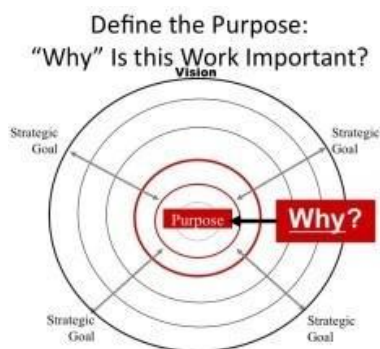 Define the Purpose:
“Why” Is this Work Important?
Vision
Strategic
Goal
Strategic
Goal
Purpose
Why?
Strategic
Goal
Strategic
Goal